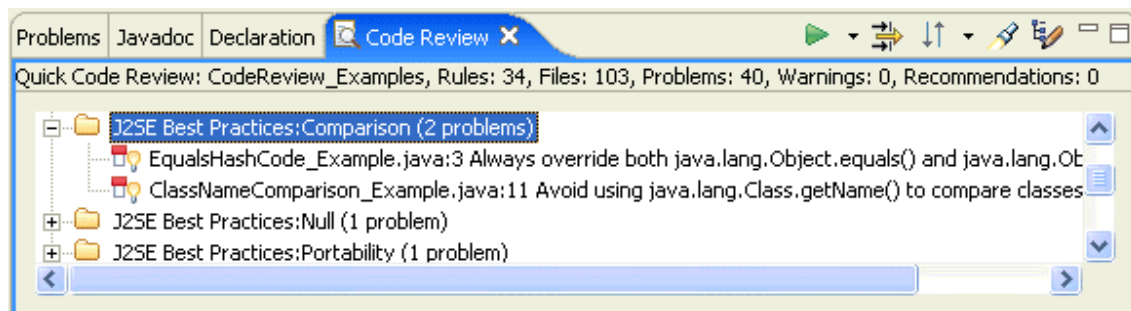 Problems Javadoc Declaration Code Review
Quick Code Review: CodeReview_Examples, Rules: 34, Files: 103, Problems: 40, Warnings: 0, Recommendations: 0
J2SE Best Practices:Comparison (2 problems)
EqualsHashCode_Example.java:3 Always override both java.lang.Object.equals() and java.lang.Ob
ClassNameComparison_Example.java:11 Avoid using java.lang.Class.getName() to compare classes
J2SE Best Practices:Null (1 problem)
J2SE Best Practices:Portability (1 problem)